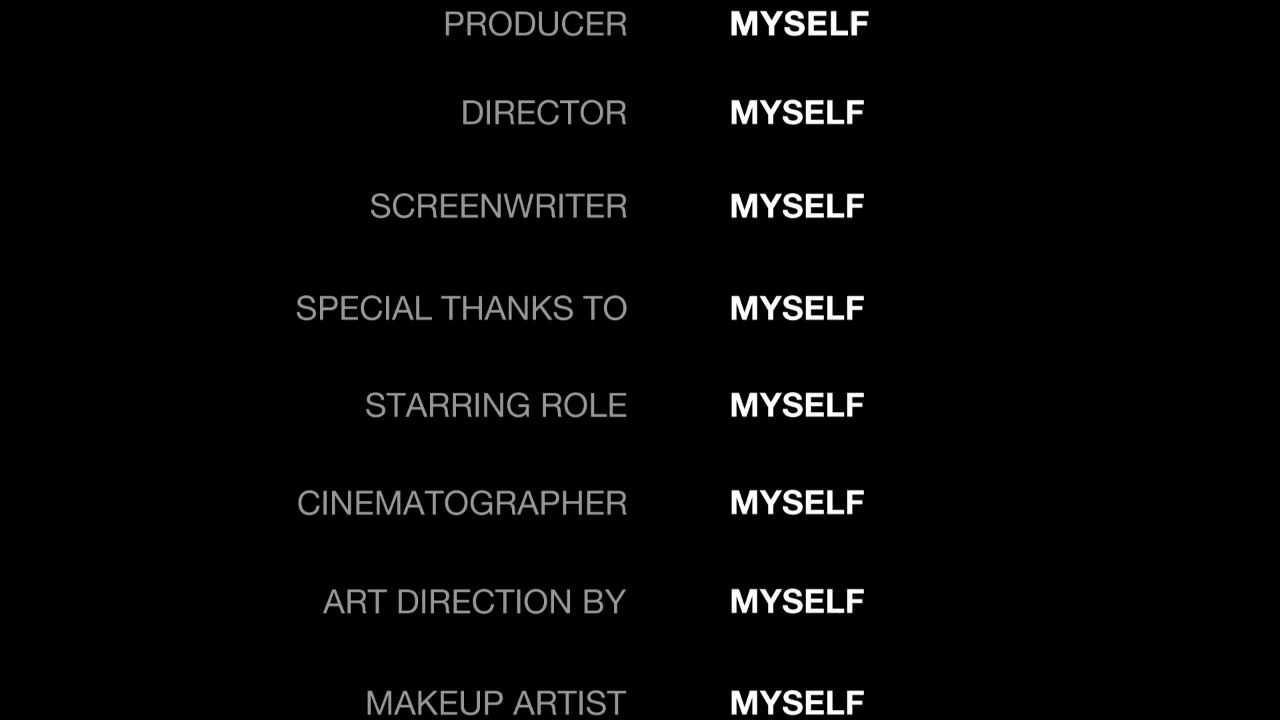 PRODUCER MYSELF
DIRECTOR MYSELF
SCREENWRITER MYSELF
SPECIAL THANKS TO MYSELF
STARRING ROLE MYSELF
CINEMATOGRAPHER MYSELF
ART DIRECTION BY MYSELF
MAKEUP ARTIST MYSELF